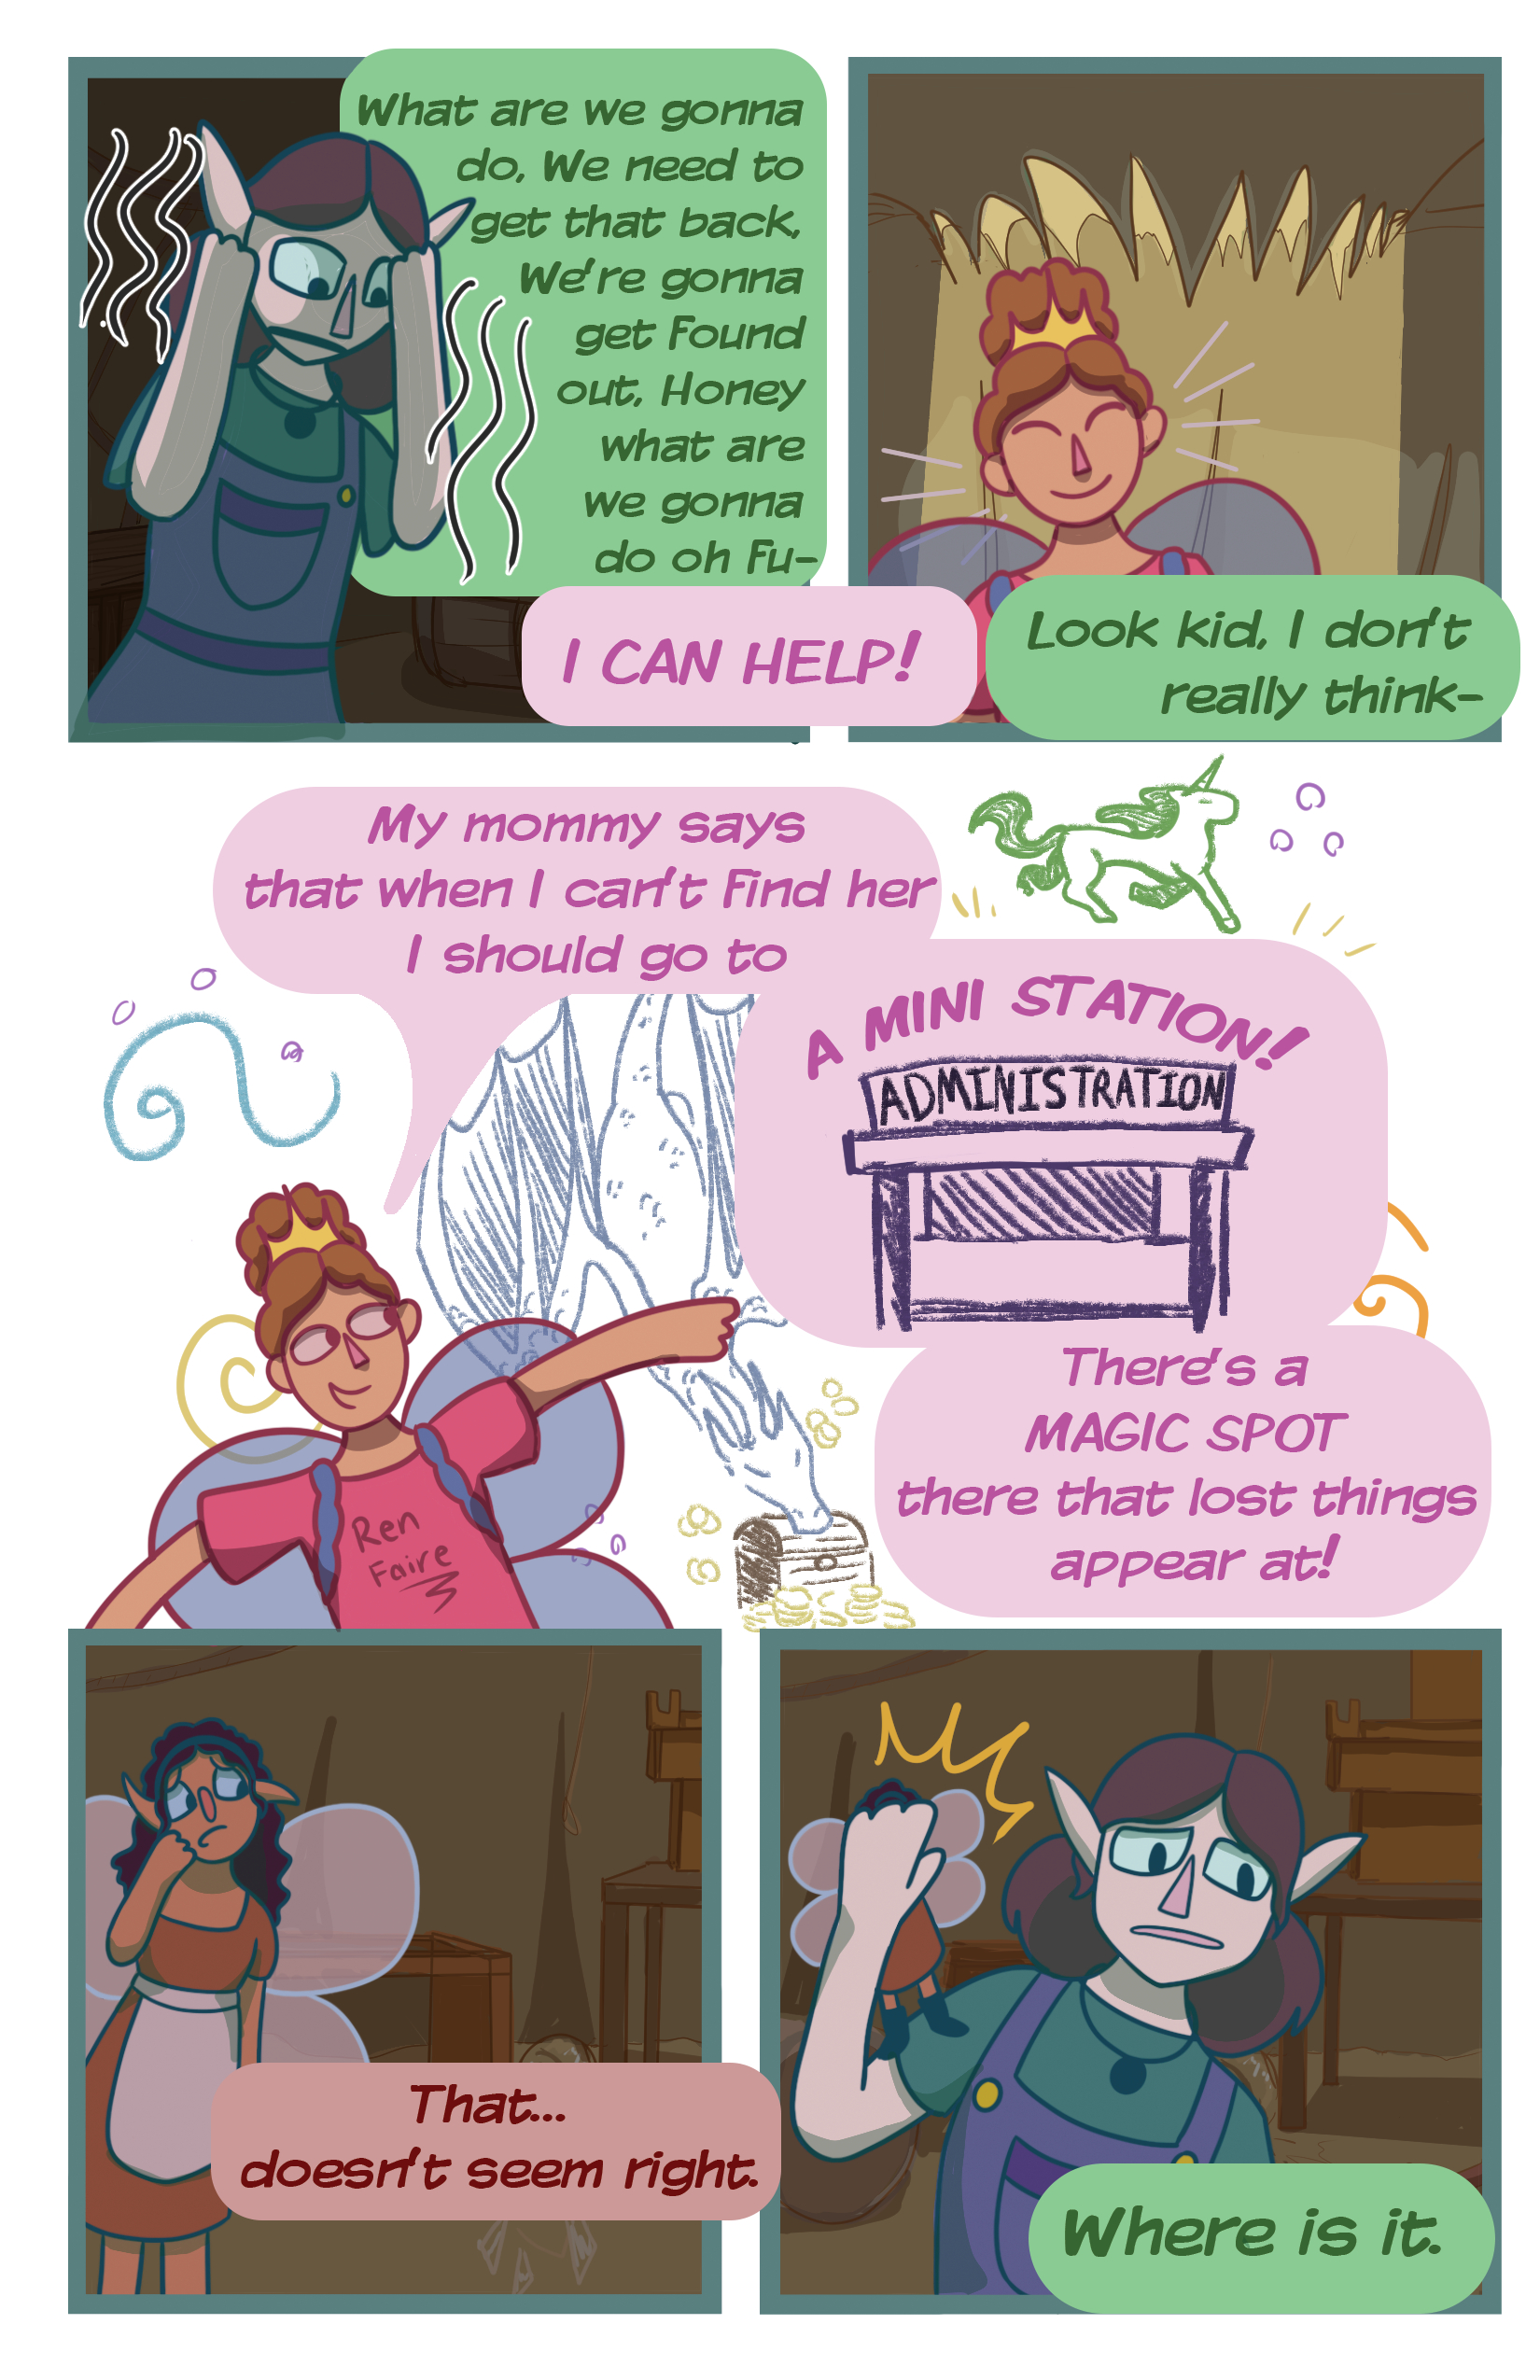 What are we gonna
do, We need to
get that back,
We're gonna
get Found
out, Honey
what are
we gonna
do oh Fu-
I CAN HELP!
Look kid, I don't
really think-
My mommy says
that when I can't Find her
I should go to
A MINI STATION!
ADMINISTRATION
There's a
MAGIC SPOT
there that lost things
appear at!
Ren
Faire
That...
doesn't seem right.
Where is it.